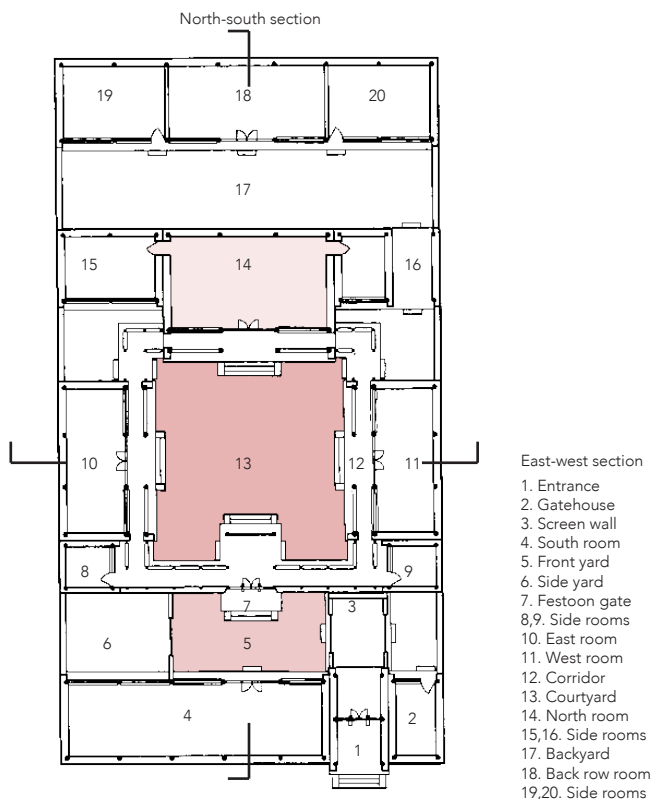 North-south section
19 18 20
17
15 14 16
10 13 12 11
8 9
7 3
6 5
4 2
1
East-west section
1. Entrance
2. Gatehouse
3. Screen wall
4. South room
5. Front yard
6. Side yard
7. Festoon gate
8,9. Side rooms
10. East room
11. West room
12. Corridor
13. Courtyard
14. North room
15,16. Side rooms
17. Backyard
18. Back row room
19,20. Side rooms